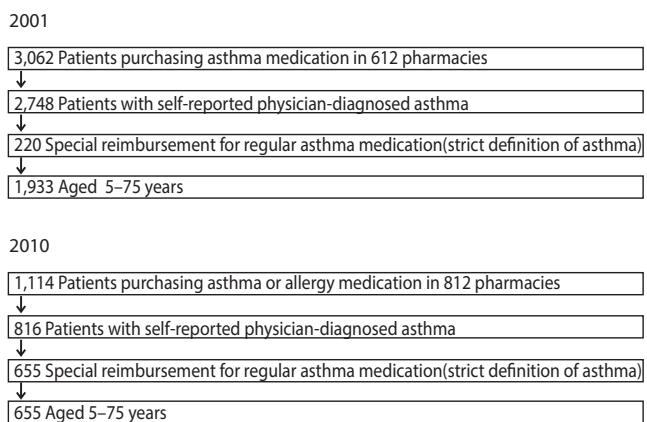 2001
3,062 Patients purchasing asthma medication in 612 pharmacies
2,748 Patients with self-reported physician-diagnosed asthma
220 Special reimbursement for regular asthma medication(strict definition of asthma)
1,933 Aged 5–75 years
2010
1,114 Patients purchasing asthma or allergy medication in 812 pharmacies
816 Patients with self-reported physician-diagnosed asthma
655 Special reimbursement for regular asthma medication(strict definition of asthma)
655 Aged 5–75 years